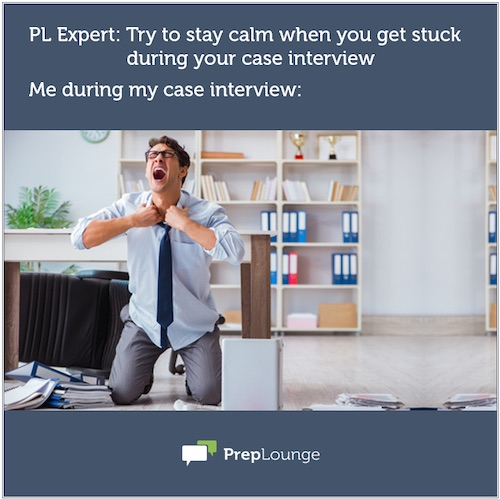 PL Expert: Try to stay calm when you get stuck
during your case interview
Me during my case interview:
PrepLounge